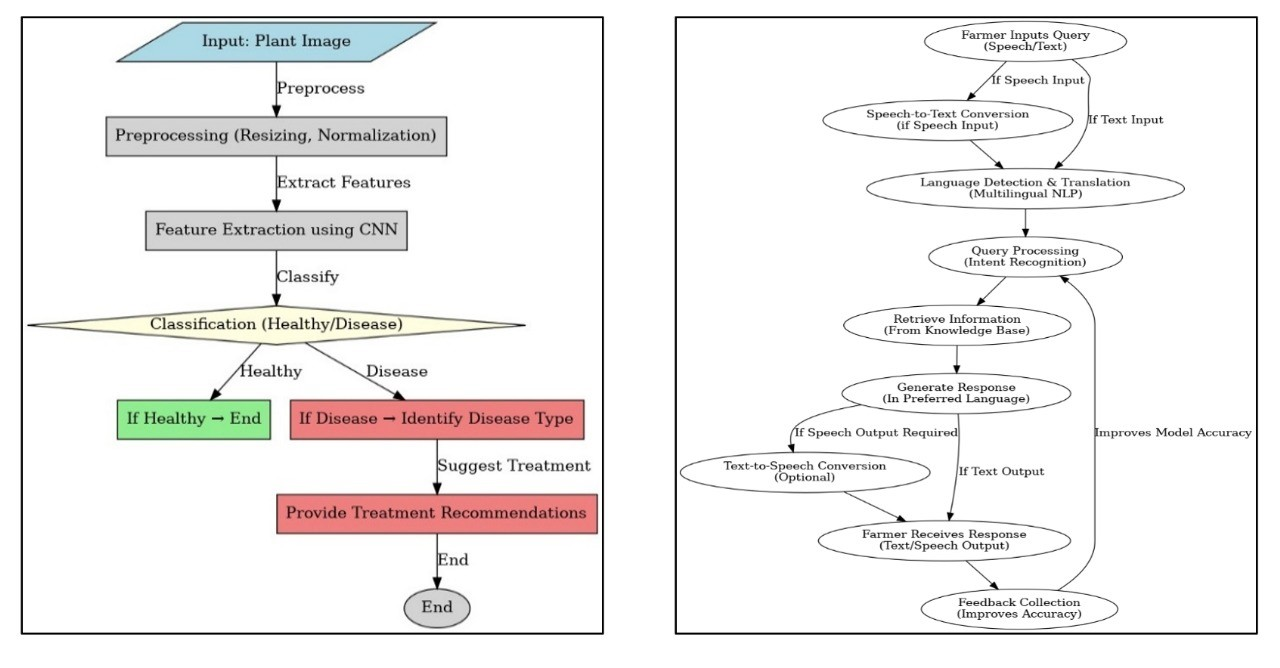 Input: Plant Image
Preprocess
Preprocessing (Resizing, Normalization)
Extract Features
Feature Extraction using CNN
Classify
Classification (Healthy/Disease)
Healthy
Disease
If Healthy → End
If Disease → Identify Disease Type
Suggest Treatment
Provide Treatment Recommendations
End
End
Farmer Inputs Query
(Speech/Text)
If Speech Input
Speech-to-Text Conversion
(if Speech Input)
If Text Input
Language Detection & Translation
(Multilingual NLP)
Query Processing
(Intent Recognition)
Retrieve Information
(From Knowledge Base)
Generate Response
(In Preferred Language)
If Speech Output Required
Improves Model Accuracy
Text-to-Speech Conversion
(Optional)
If Text Output
Farmer Receives Response
(Text/Speech Output)
Feedback Collection
(Improves Accuracy)